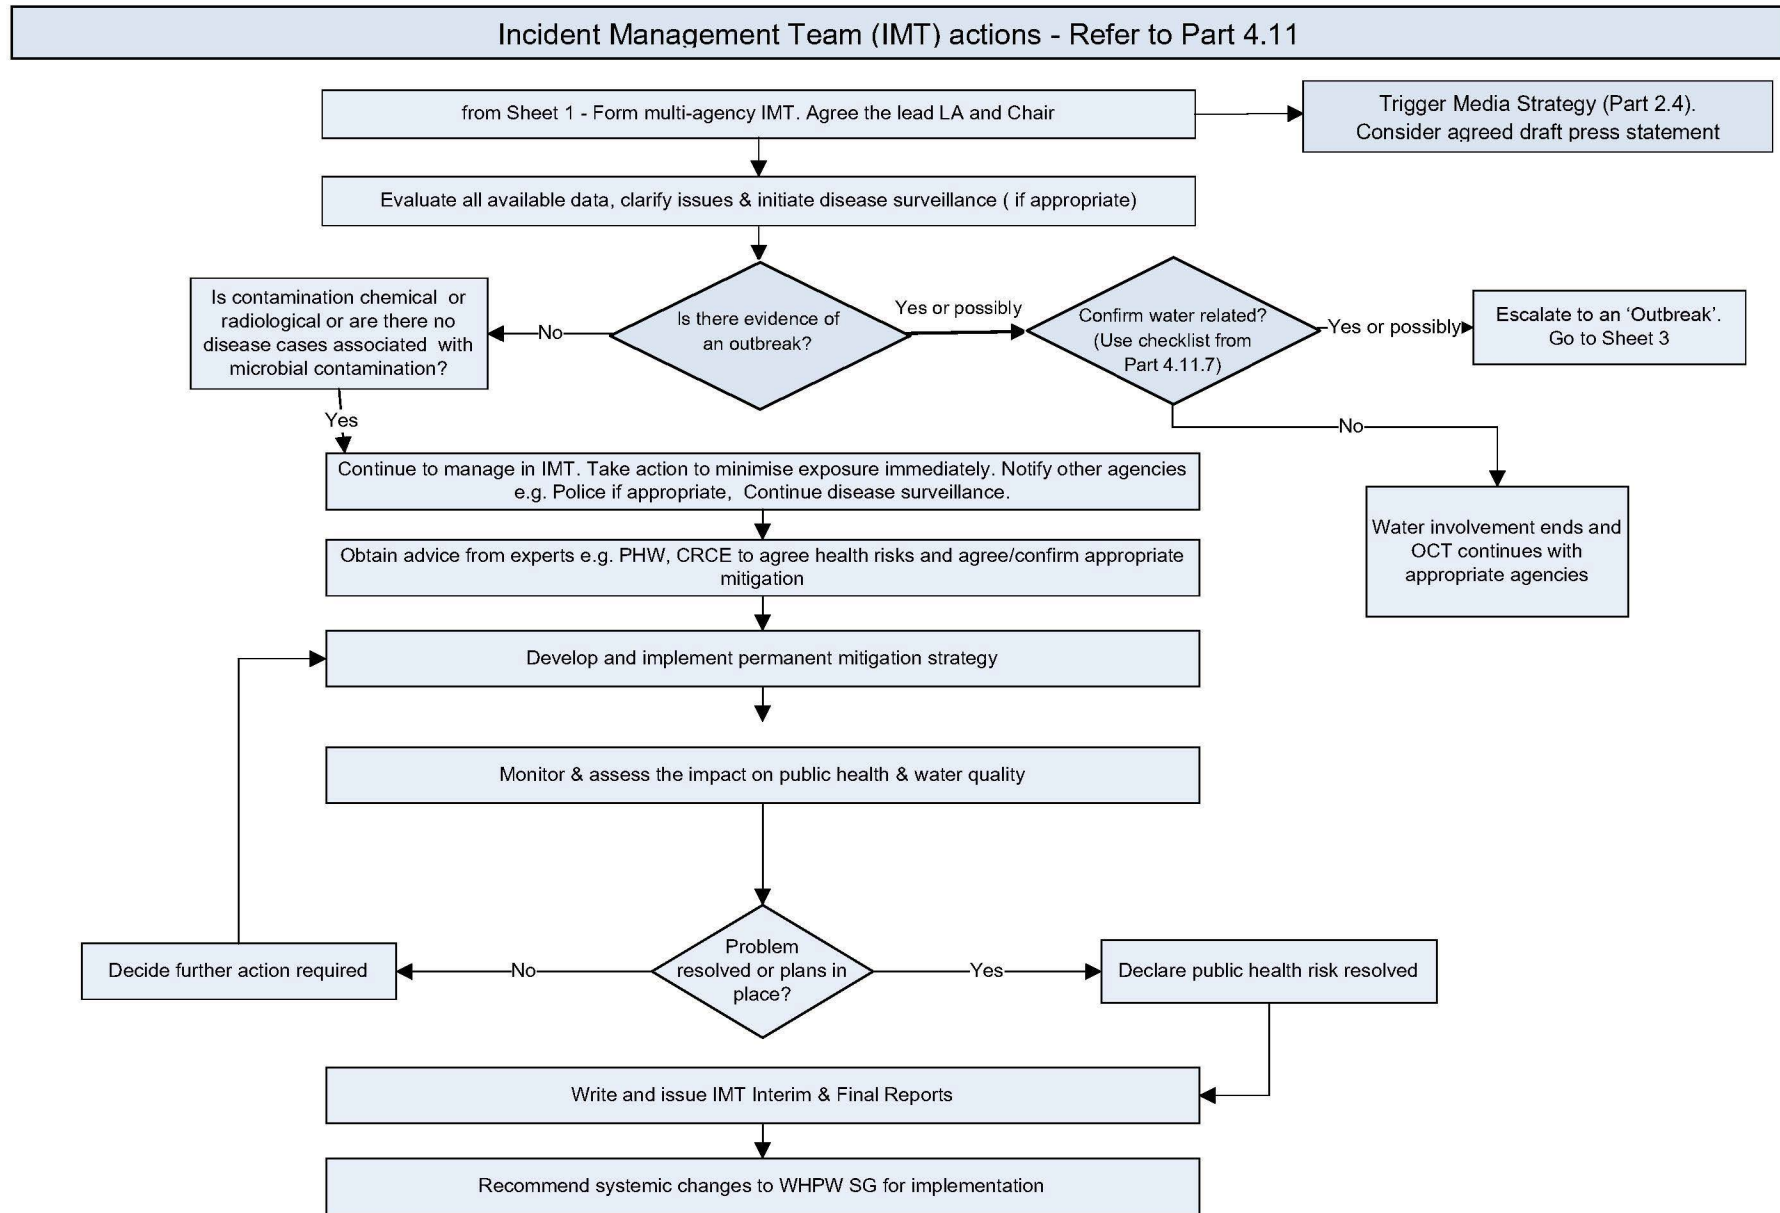 Incident Management Team (IMT) actions - Refer to Part 4.11
from Sheet 1 - Form multi-agency IMT. Agree the lead LA and Chair
Trigger Media Strategy (Part 2.4).
Consider agreed draft press statement
Evaluate all available data, clarify issues & initiate disease surveillance ( if appropriate)
Is contamination chemical or
radiological or are there no
disease cases associated with
microbial contamination?
No
Is there evidence of
an outbreak?
Yes or possibly
Confirm water related?
(Use checklist from
Part 4.11.7)
Yes or possibly
Escalate to an ‘Outbreak’.
Go to Sheet 3
Yes
No
Continue to manage in IMT. Take action to minimise exposure immediately. Notify other agencies
e.g. Police if appropriate, Continue disease surveillance.
Water involvement ends and
OCT continues with
appropriate agencies
Obtain advice from experts e.g. PHW, CRCE to agree health risks and agree/confirm appropriate
mitigation
Develop and implement permanent mitigation strategy
Monitor & assess the impact on public health & water quality
Decide further action required
No
Problem
resolved or plans in
place?
Yes
Declare public health risk resolved
Write and issue IMT Interim & Final Reports
Recommend systemic changes to WHPW SG for implementation